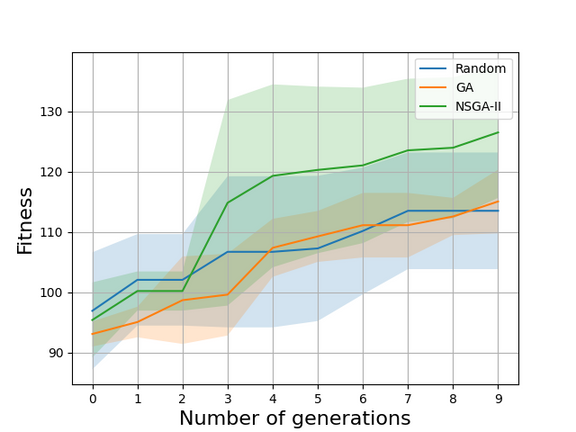 Random
GA
NSGA-II
130
120
110
100
90
Fitness
0 1 2 3 4 5 6 7 8 9
Number of generations